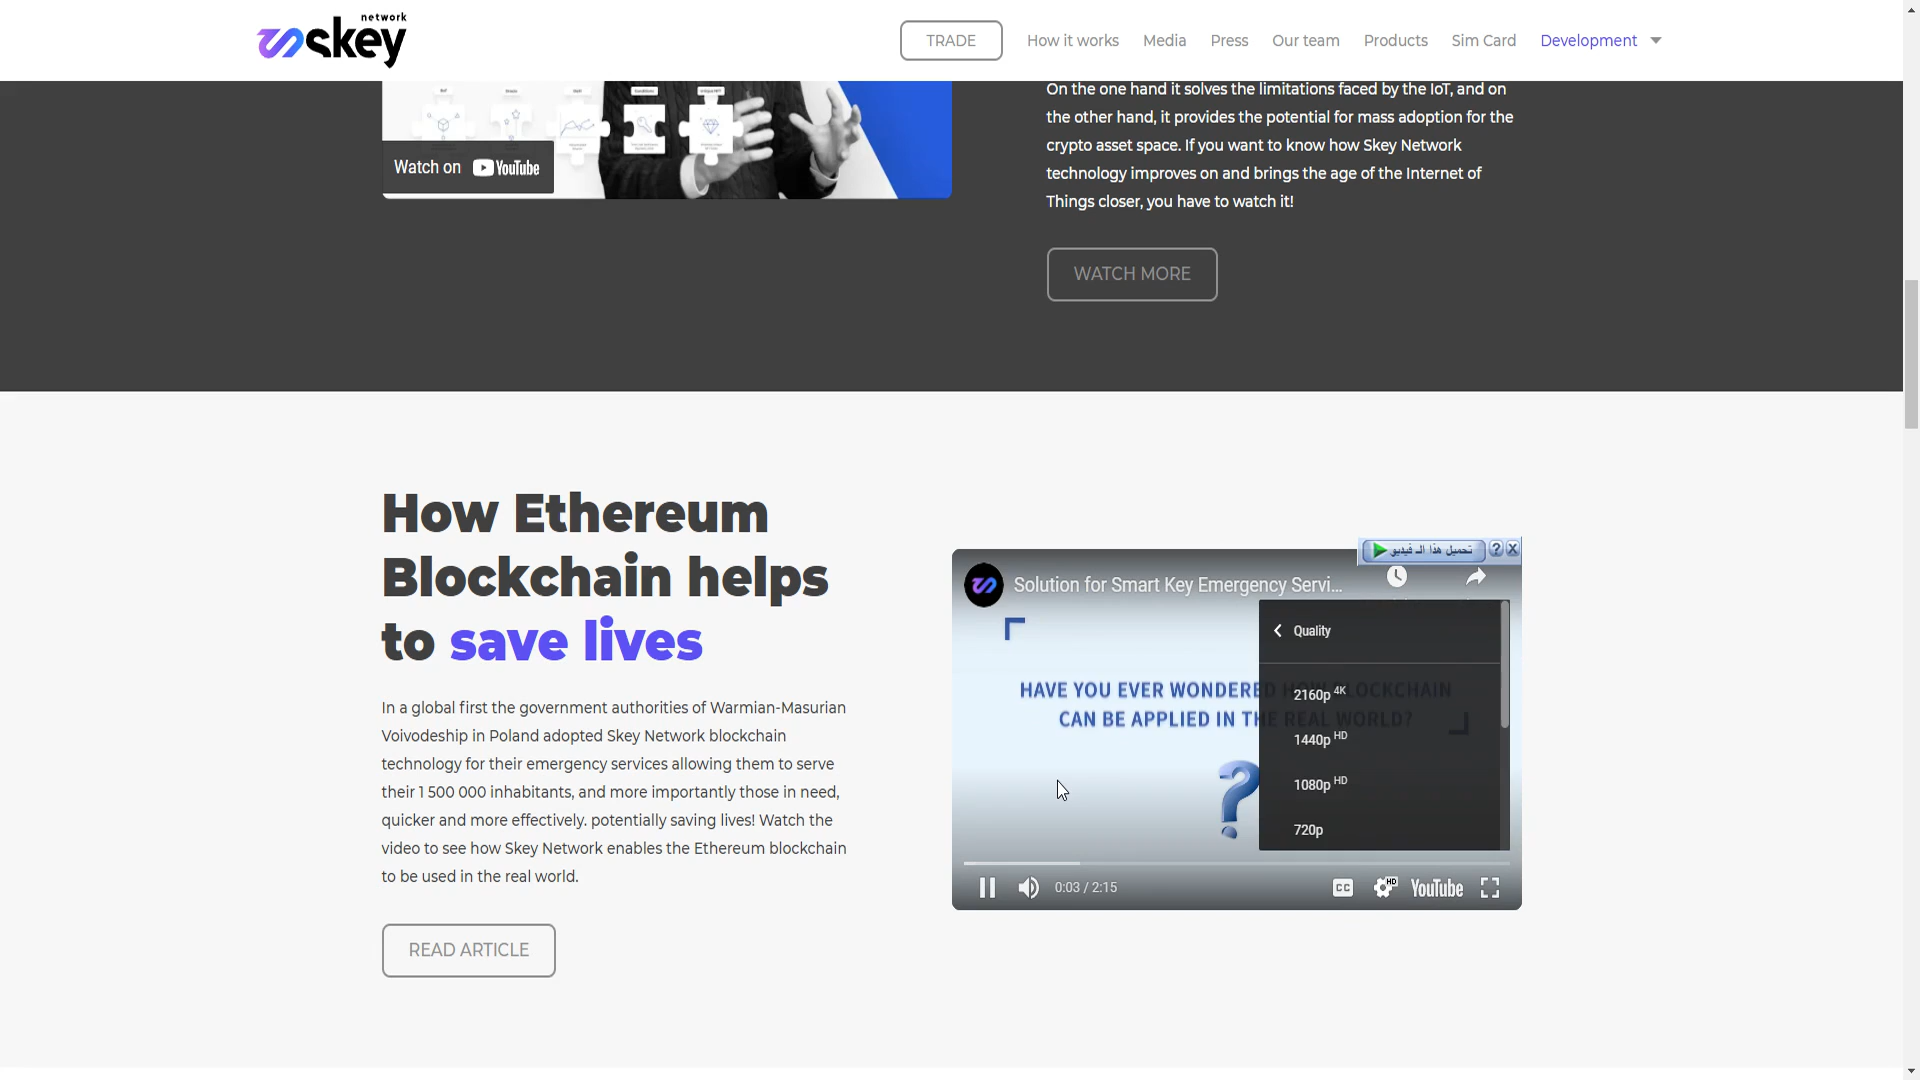 network
skey
TRADE
How it works
Media
Press
Our team
Products
Sim Card
Development
Watch on YouTube
On the one hand it solves the limitations faced by the IoT, and on
the other hand, it provides the potential for mass adoption for the
crypto asset space. If you want to know how Skey Network
technology improves on and brings the age of the Internet of
Things closer, you have to watch it!
WATCH MORE
How Ethereum
Blockchain helps
to save lives
In a global first the government authorities of Warmian-Masurian
Voivodeship in Poland adopted Skey Network blockchain
technology for their emergency services allowing them to serve
their 1 500 000 inhabitants, and more importantly those in need,
quicker and more effectively. potentially saving lives! Watch the
video to see how Skey Network enables the Ethereum blockchain
to be used in the real world.
READ ARTICLE
تحميل هذا الـ فيديو
?
Solution for Smart Key Emergency Servi...
HAVE YOU EVER WONDERED HOW BLOCKCHAIN
CAN BE APPLIED IN THE REAL WORLD?
?
Quality
2160p 4K
1440p HD
1080p HD
720p
0:03 / 2:15
CC
HD
YouTube